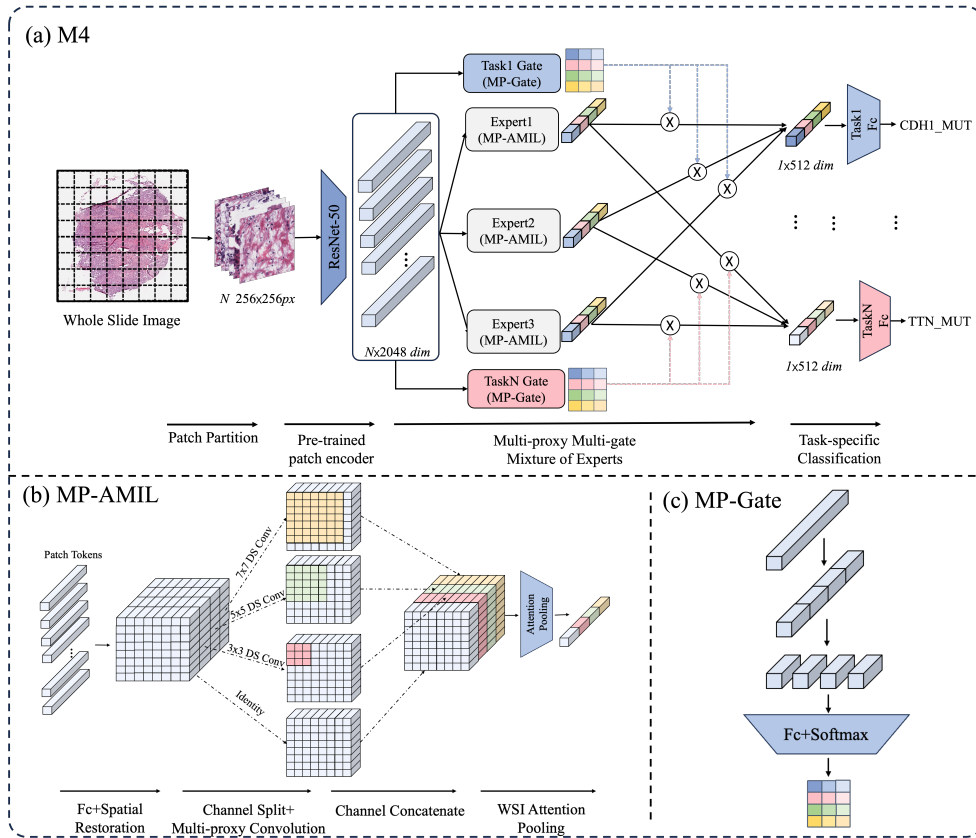 (a) M4
Task1 Gate
(MP-Gate)
Expert1
(MP-AMIL)
Expert2
(MP-AMIL)
Expert3
(MP-AMIL)
TaskN Gate
(MP-Gate)
ResNet-50
X
X
X
X
X
X
Task1
Fc
CDH1_MUT
1x512 dim
TaskN
Fc
TTN_MUT
1x512 dim
Whole Slide Image
N 256x256px
Nx2048 dim
Patch Partition
Pre-trained
patch encoder
Multi-proxy Multi-gate
Mixture of Experts
Task-specific
Classification
(b) MP-AMIL
Patch Tokens
7x7 DS Conv
5x5 DS Conv
3x3 DS Conv
Identity
Attention
Pooling
Fc+Spatial
Restoration
Channel Split+
Multi-proxy Convolution
Channel Concatenate
WSI Attention
Pooling
(c) MP-Gate
Fc+Softmax